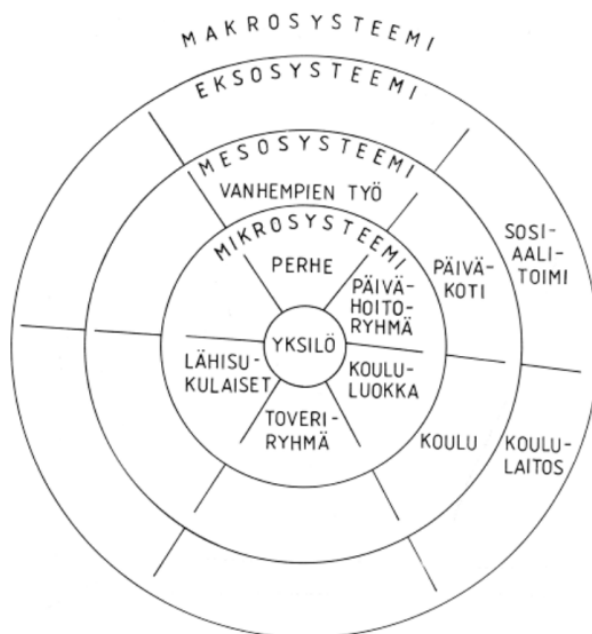 MAKROSYSTEEMI
EKSOSYSTEEMI
MESOSYSTEEMI
VANHEMPIEN TYÖ
MIKROSYSTEEMI
PERHE
PÄIVÄ-
HOITO-
RYHMÄ
PÄIVÄ-
KOTI
SOSI-
AALI-
TOIMI
YKSILÖ
LÄHISU-
KULAISET
KOULU-
LUOKKA
TOVERI-
RYHMÄ
KOULU
KOULU-
LAITOS